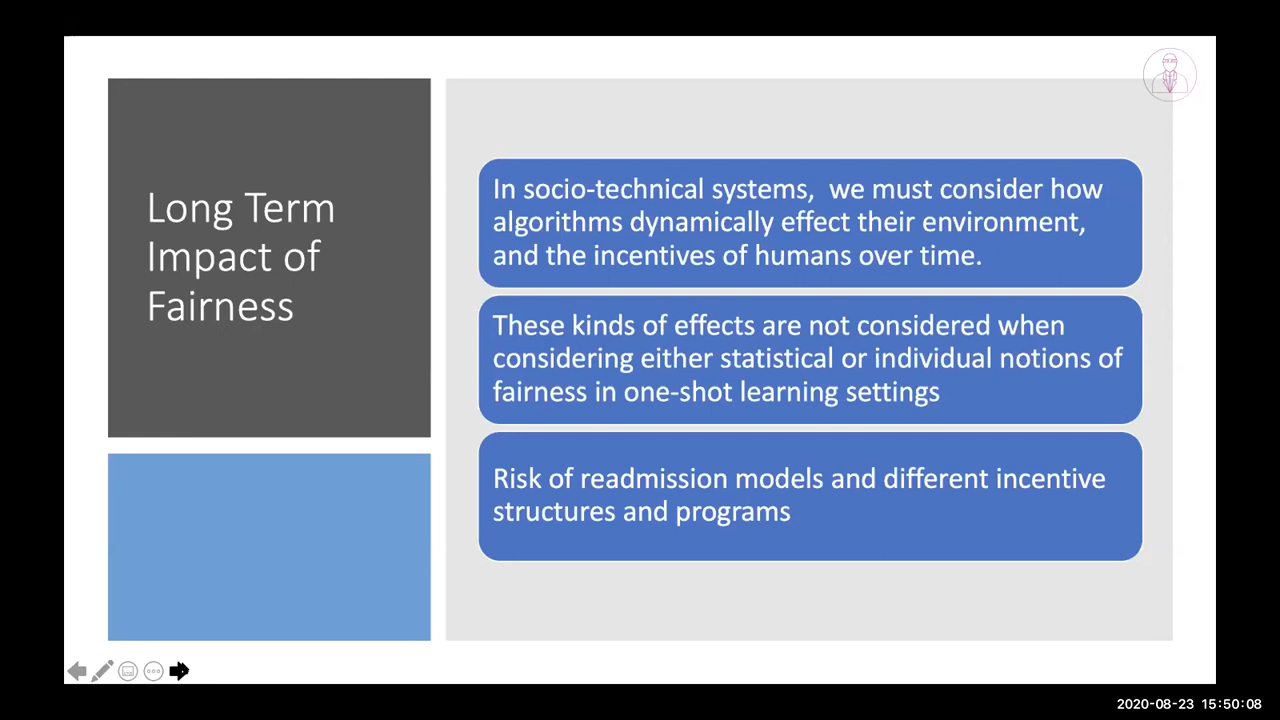 Long Term
Impact of
Fairness
In socio-technical systems,  we must consider how
algorithms dynamically effect their environment,
and the incentives of humans over time.
These kinds of effects are not considered when
considering either statistical or individual notions of
fairness in one-shot learning settings
Risk of readmission models and different incentive
structures and programs
2020-08-23 15:50:08